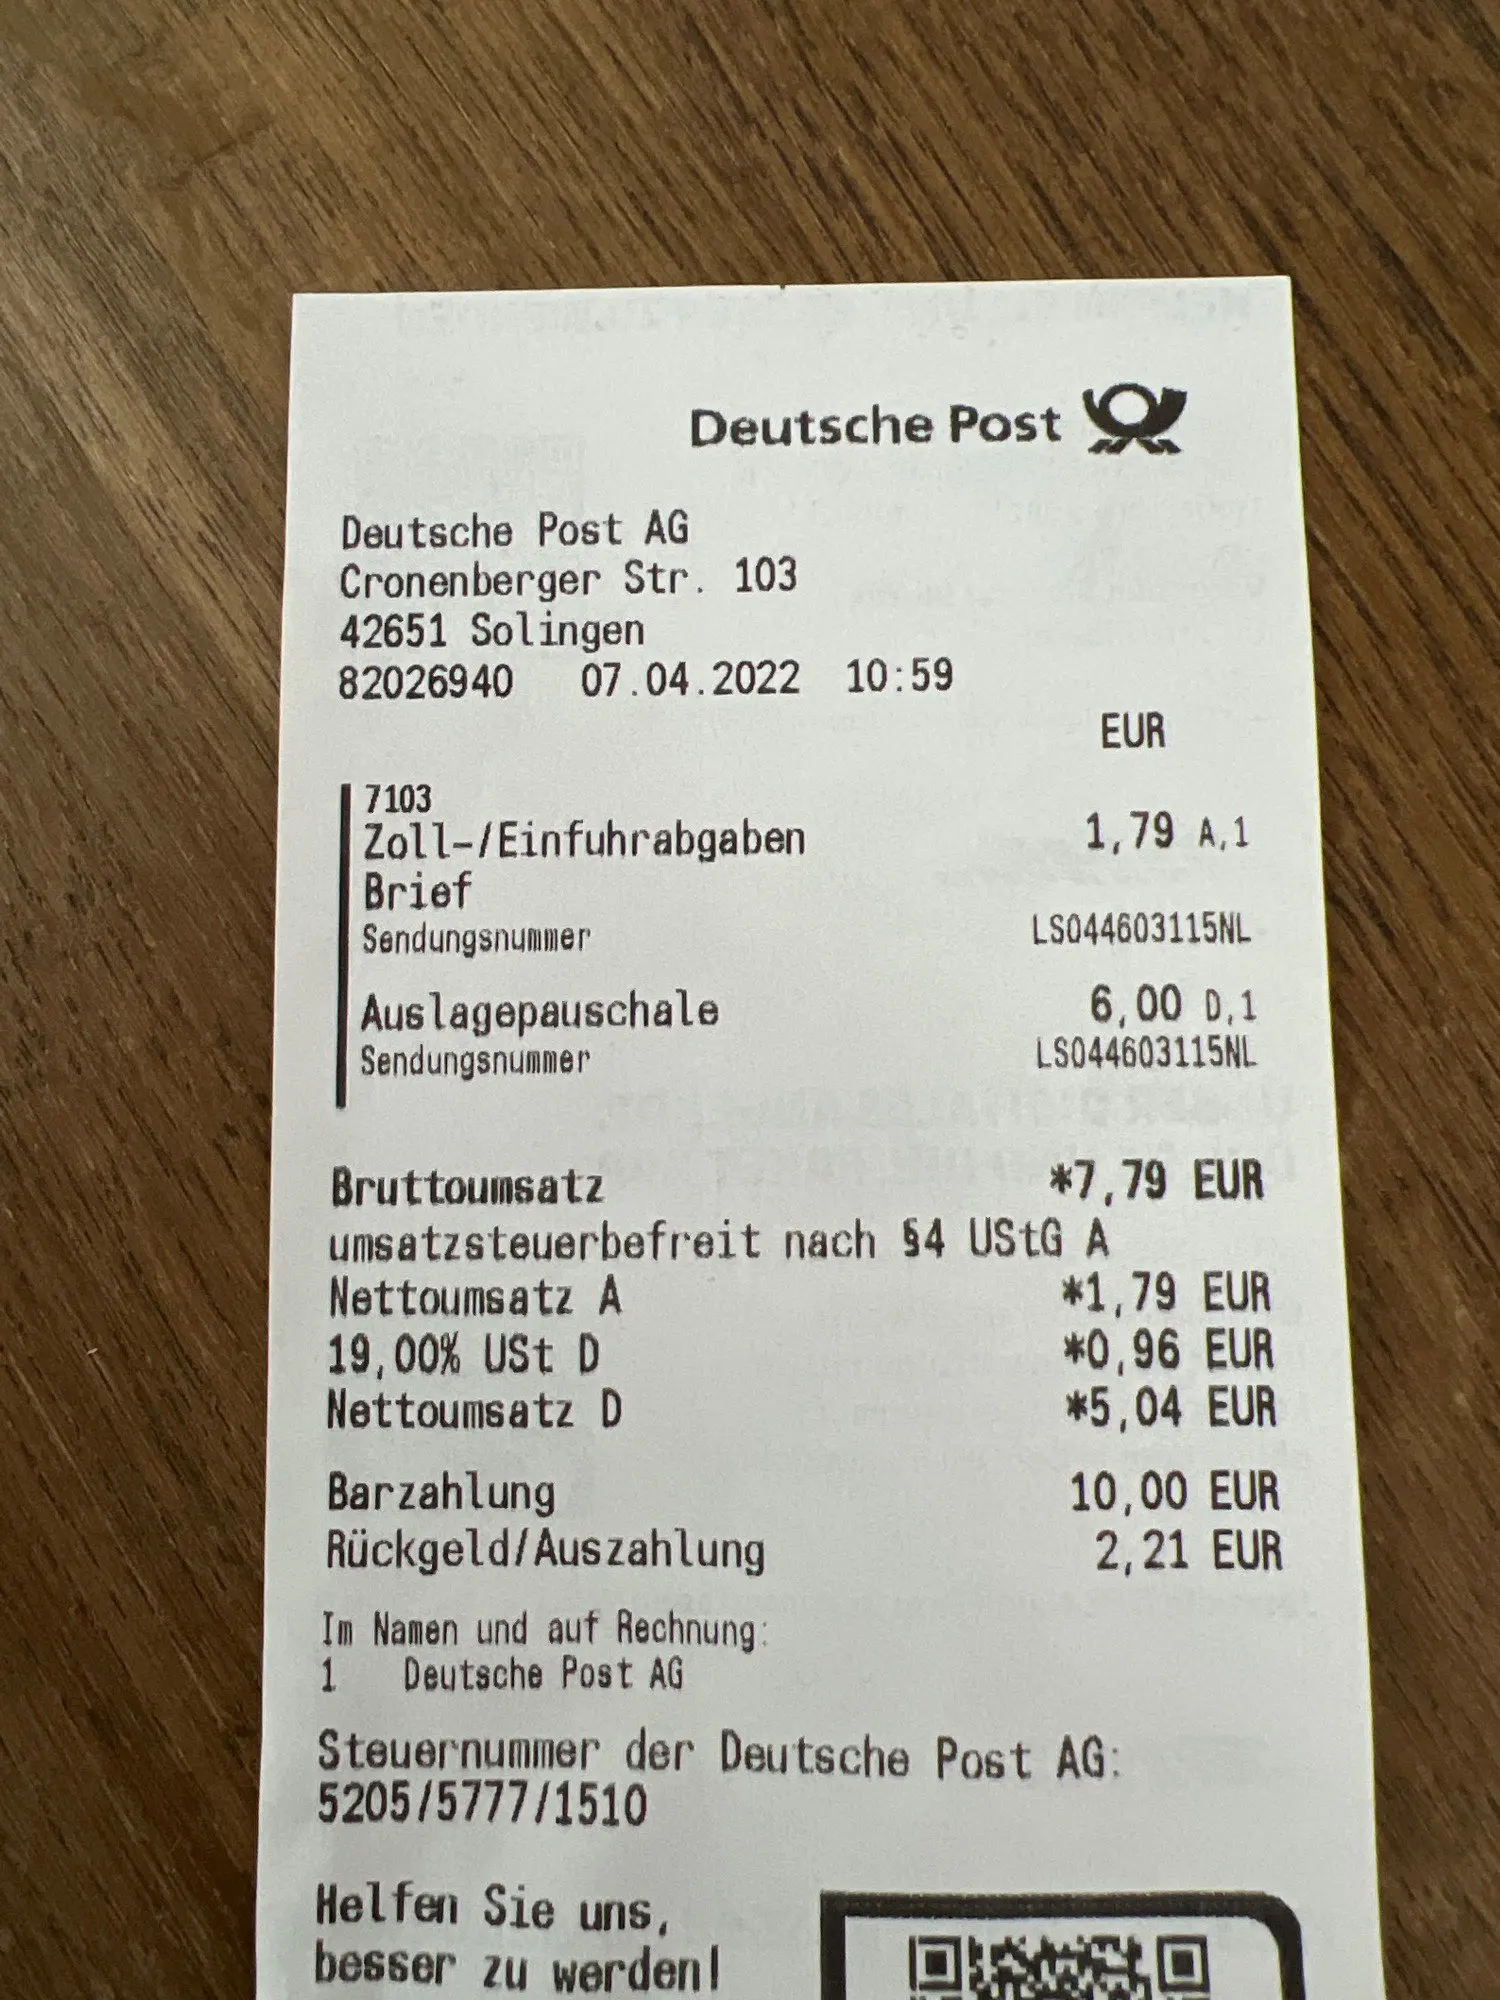 Deutsche Post
Deutsche Post AG
Cronenberger Str. 103
42651 Solingen
82026940 07.04.2022 10:59
EUR
7103
Zoll-/Einfuhrabgaben 1,79 A,1
Brief
Sendungsnummer LS044603115NL
Auslagepauschale 6,00 D,1
Sendungsnummer LS044603115NL
Bruttoumsatz *7,79 EUR
umsatzsteuerbefreit nach §4 UStG A
Nettoumsatz A *1,79 EUR
19,00% USt D *0,96 EUR
Nettoumsatz D *5,04 EUR
Barzahlung 10,00 EUR
Rückgeld/Auszahlung 2,21 EUR
Im Namen und auf Rechnung:
1 Deutsche Post AG
Steuernummer der Deutsche Post AG:
5205/5777/1510
Helfen Sie uns,
besser zu werden!